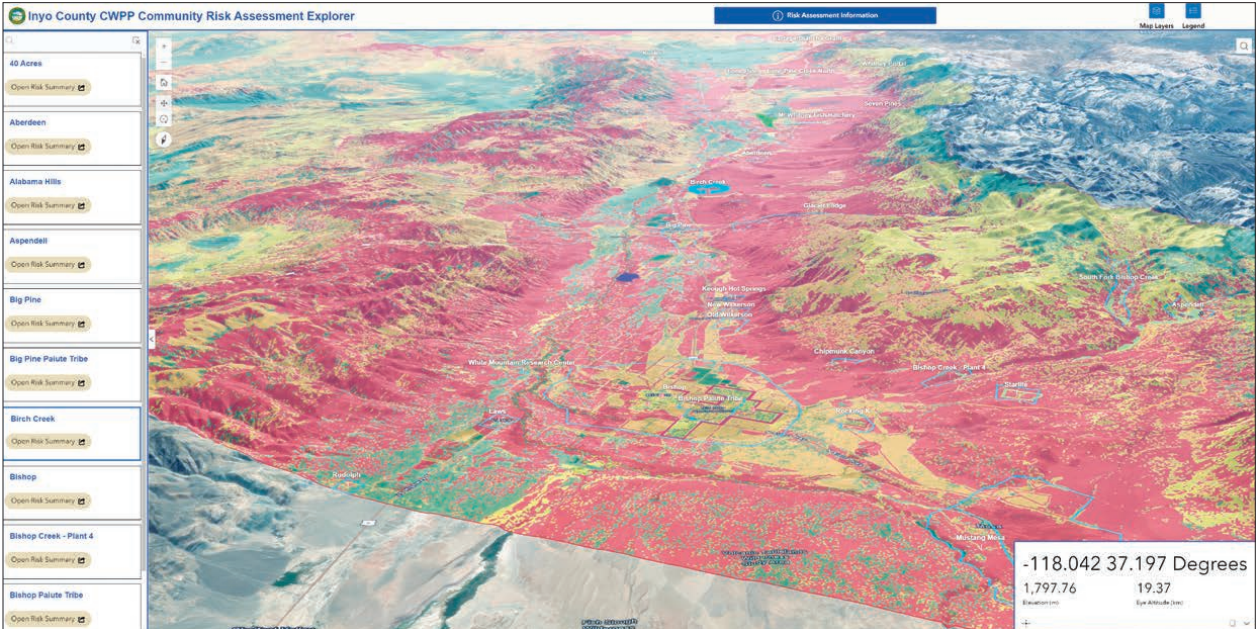 Inyo County CWPP Community Risk Assessment Explorer
Risk Assessment Information
Map Layers
Legend
40 Acres
Open Risk Summary
Aberdeen
Open Risk Summary
Alabama Hills
Open Risk Summary
Aspendell
Open Risk Summary
Big Pine
Open Risk Summary
Big Pine Paiute Tribe
Open Risk Summary
Birch Creek
Open Risk Summary
Bishop
Open Risk Summary
Bishop Creek - Plant 4
Open Risk Summary
Bishop Paiute Tribe
Open Risk Summary
Seven Pines
Birch Creek
Glacier Lodge
Keough Hot Springs
New Wilkerson
Old Wilkerson
South Fork Bishop Creek
Aspendell
White Mountain Research Center
Chipmunk Canyon
Bishop Creek - Plant 4
Starlite
Bishop
Bishop Paiute Tribe
Laws
Rudolph
Mustang Mesa
-118.042 37.197 Degrees
1,797.76
19.37
Elevation (m)
Eye Altitude (km)